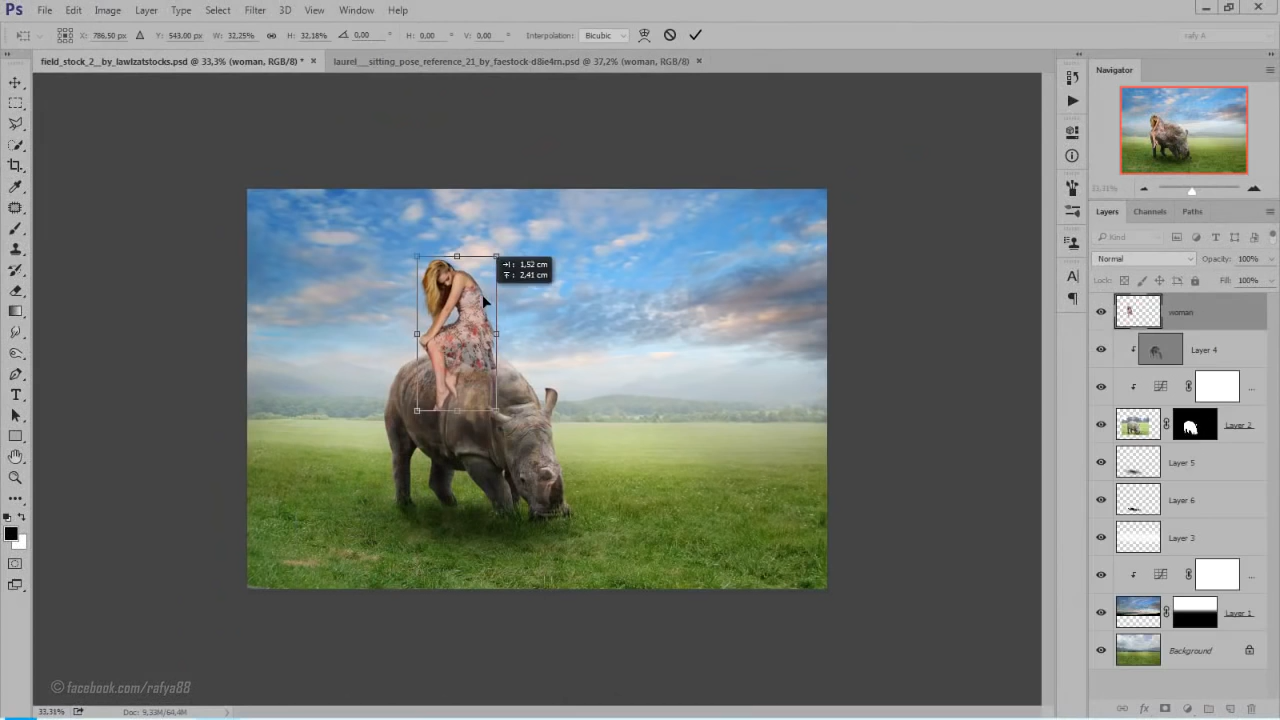 Ps File Edit Image Layer Type Select Filter 3D View Window Help
X: 786.50 px Y: 543.00 px W: 32,25% H: 32,18% 0,00 ° H: 0,00 ° V: 0,00 ° Interpolation: Bicubic rafy A
field_stock_2__by_lawlzatstocks.psd @ 33,3% (woman, RGB/8) * × laurel__sitting_pose_reference_21_by_faestock-d8ie4rn.psd @ 37,2% (woman, RGB/8) ×
Navigator
33,33%
Layers Channels Paths
Kind
Normal Opacity: 100%
Lock: Fill: 100%
1,52 cm
2,41 cm
woman
Layer 4
...
Layer 2
Layer 5
Layer 6
Layer 3
...
Layer 1
Background
© facebook.com/rafya88
33,31% Doc: 9,33M/64,4M